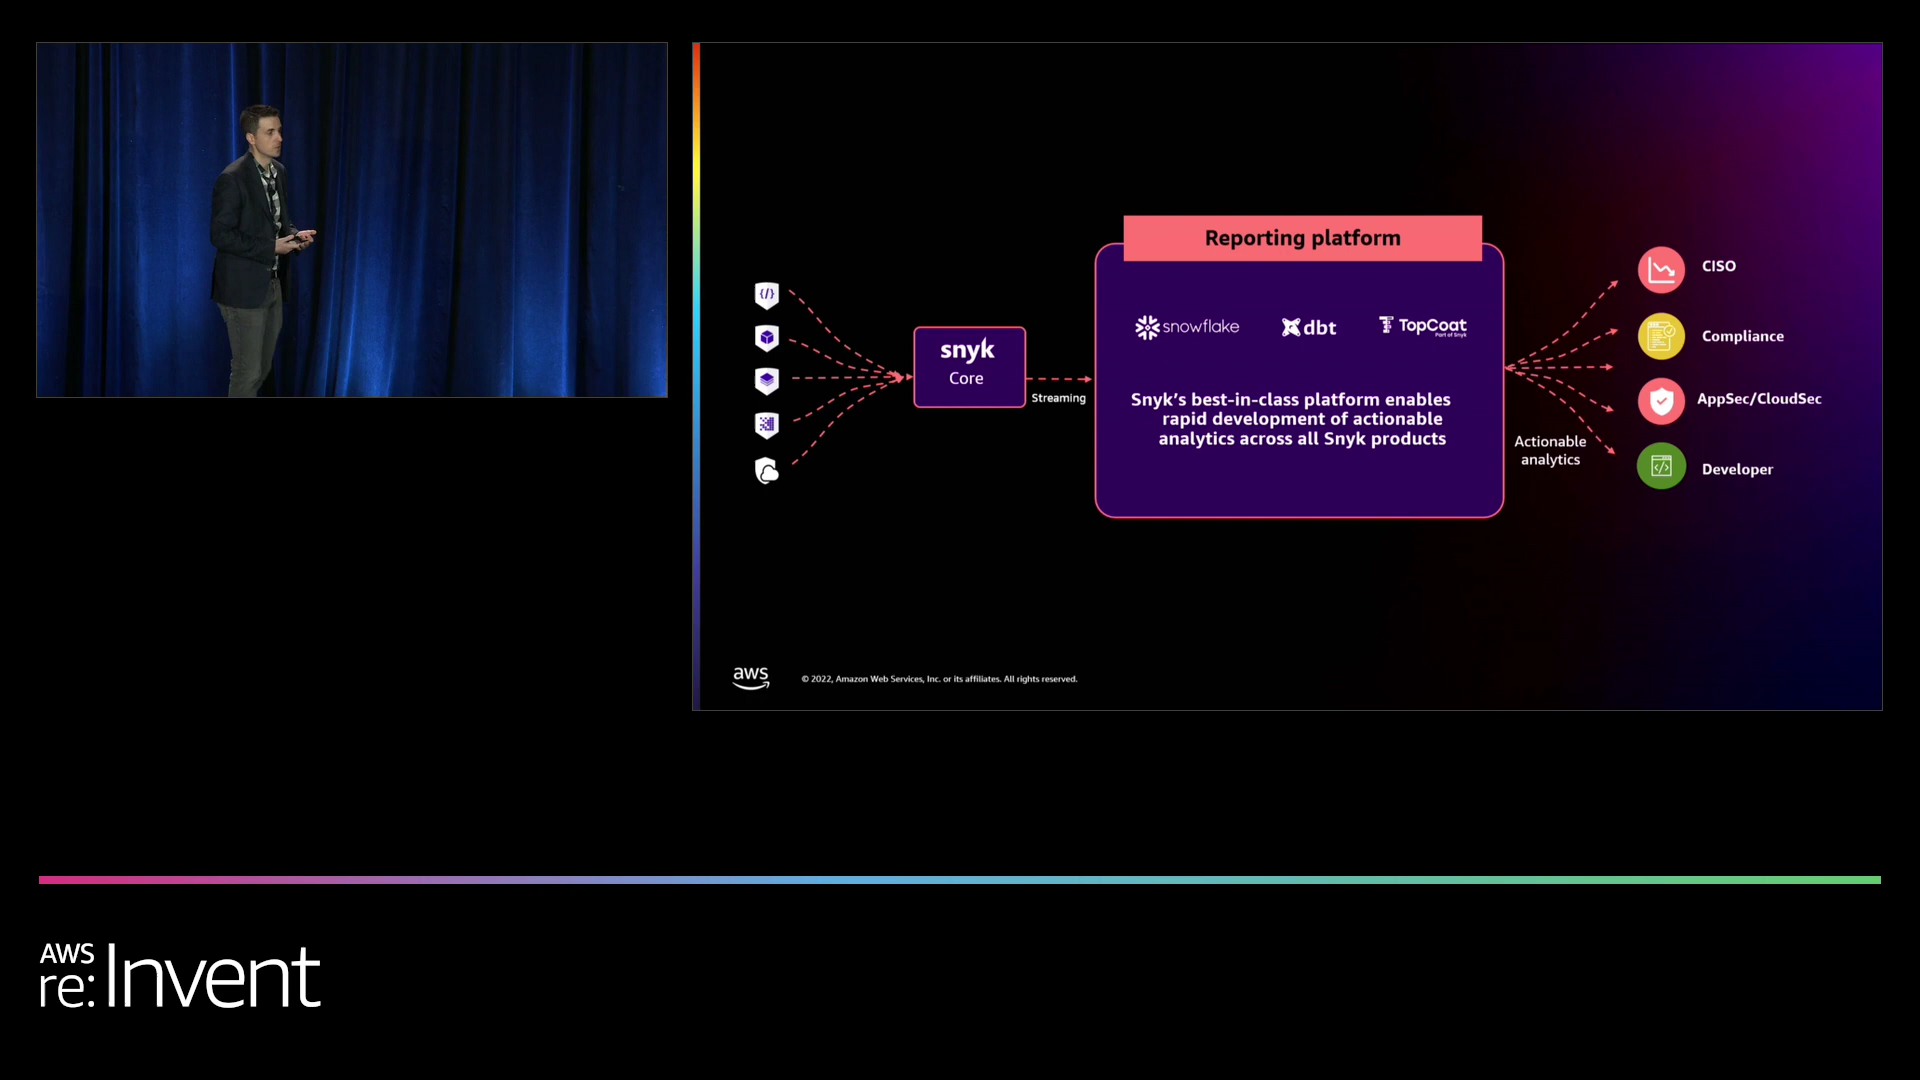 Reporting platform
snowflake
dbt
TopCoat
Part of Snyk
snyk
Core
Streaming
Snyk’s best-in-class platform enables
rapid development of actionable
analytics across all Snyk products
Actionable
analytics
CISO
Compliance
AppSec/CloudSec
Developer
aws
© 2022, Amazon Web Services, Inc. or its affiliates. All rights reserved.
AWS
re:Invent